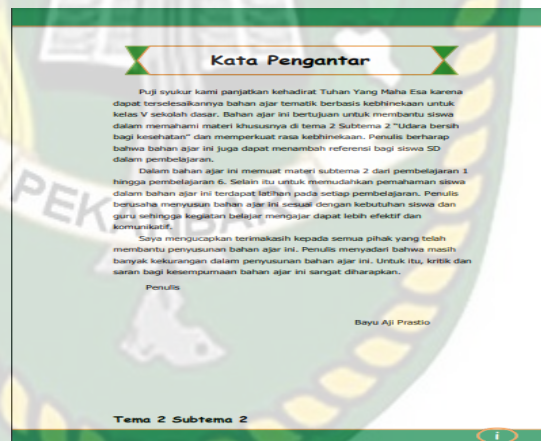 Kata Pengantar
Puji syukur kami panjatkan kehadirat Tuhan Yang Maha Esa karena
dapat terselesaikannya bahan ajar tematik berbasis kebhinekaan untuk
kelas V sekolah dasar. Bahan ajar ini bertujuan untuk membantu siswa
dalam memahami materi khususnya di tema 2 Subtema 2 "Udara bersih
bagi kesehatan" dan memperkuat rasa kebhinekaan. Penulis berharap
bahwa bahan ajar ini juga dapat menambah referensi bagi siswa SD
dalam pembelajaran.
Dalam bahan ajar ini memuat materi subtema 2 dari pembelajaran 1
hingga pembelajaran 6. Selain itu untuk memudahkan pemahaman siswa
dalam bahan ajar ini terdapat latihan pada setiap pembelajaran. Penulis
berusaha menyusun bahan ajar ini sesuai dengan kebutuhan siswa dan
guru sehingga kegiatan belajar mengajar dapat lebih efektif dan
komunikatif.
Saya mengucapkan terimakasih kepada semua pihak yang telah
membantu penyusunan bahan ajar ini. Penulis menyadari bahwa masih
banyak kekurangan dalam penyusunan bahan ajar ini. Untuk itu, kritik dan
saran bagi kesempurnaan bahan ajar ini sangat diharapkan.
Penulis
Bayu Aji Prastio
Tema 2 Subtema 2
i